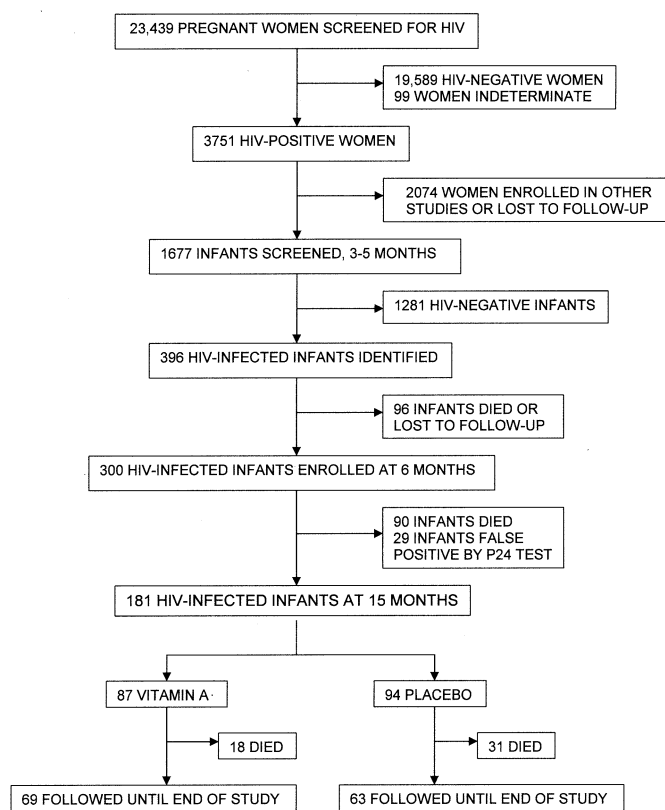 23,439 PREGNANT WOMEN SCREENED FOR HIV
19,589 HIV-NEGATIVE WOMEN
99 WOMEN INDETERMINATE
3751 HIV-POSITIVE WOMEN
2074 WOMEN ENROLLED IN OTHER
STUDIES OR LOST TO FOLLOW-UP
1677 INFANTS SCREENED, 3-5 MONTHS
1281 HIV-NEGATIVE INFANTS
396 HIV-INFECTED INFANTS IDENTIFIED
96 INFANTS DIED OR
LOST TO FOLLOW-UP
300 HIV-INFECTED INFANTS ENROLLED AT 6 MONTHS
90 INFANTS DIED
29 INFANTS FALSE
POSITIVE BY P24 TEST
181 HIV-INFECTED INFANTS AT 15 MONTHS
87 VITAMIN A
94 PLACEBO
18 DIED
31 DIED
69 FOLLOWED UNTIL END OF STUDY
63 FOLLOWED UNTIL END OF STUDY